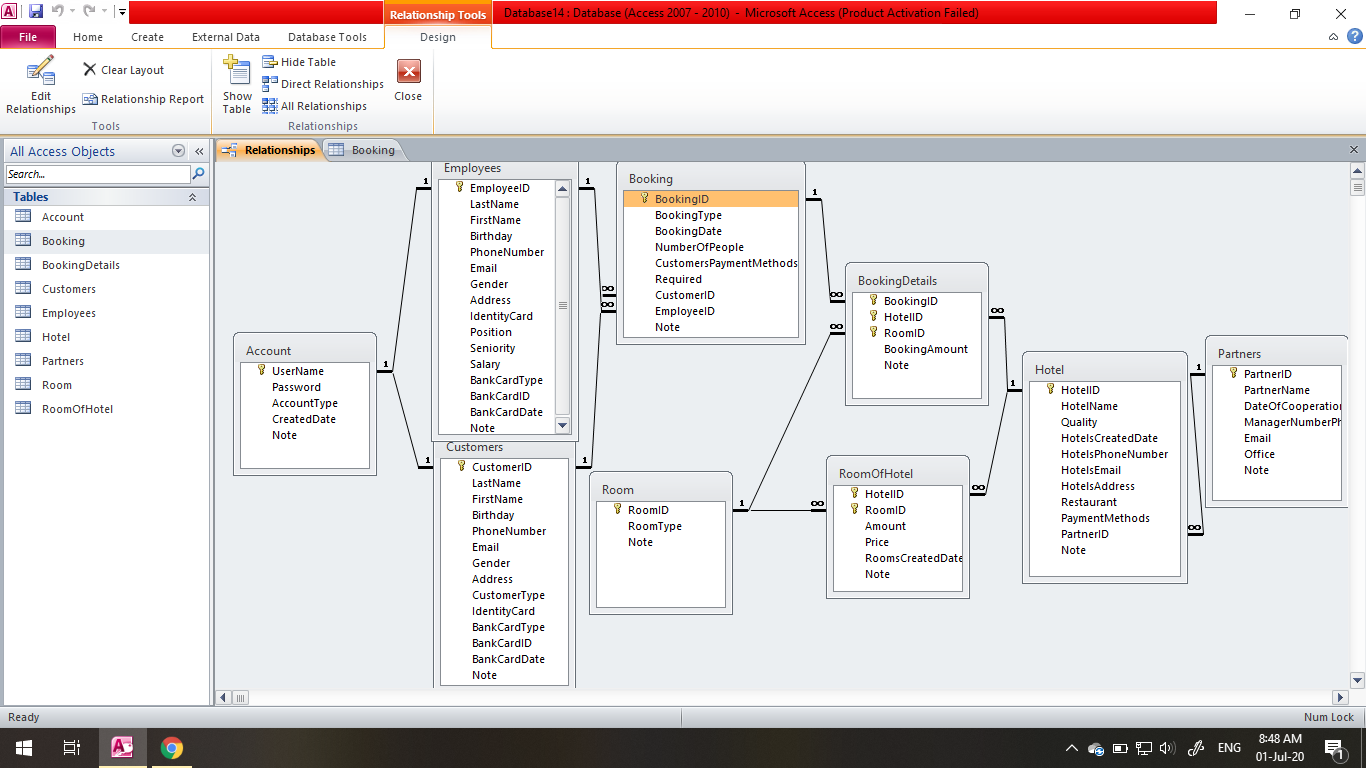 Relationship Tools
Database14 : Database (Access 2007 - 2010) - Microsoft Access (Product Activation Failed)
File
Home
Create
External Data
Database Tools
Design
Edit
Relationships
Clear Layout
Relationship Report
Tools
Show
Table
Hide Table
Direct Relationships
All Relationships
Relationships
Close
All Access Objects
Search...
Tables
Account
Booking
BookingDetails
Customers
Employees
Hotel
Partners
Room
RoomOfHotel
Relationships
Booking
Account
UserName
Password
AccountType
CreatedDate
Note
1
1
1
Employees
EmployeeID
LastName
FirstName
Birthday
PhoneNumber
Email
Gender
Address
IdentityCard
Position
Seniority
Salary
BankCardType
BankCardID
BankCardDate
Note
1
∞
∞
Customers
CustomerID
LastName
FirstName
Birthday
PhoneNumber
Email
Gender
Address
CustomerType
IdentityCard
BankCardType
BankCardID
BankCardDate
Note
1
Booking
BookingID
BookingType
BookingDate
NumberOfPeople
CustomersPaymentMethods
Required
CustomerID
EmployeeID
Note
1
∞
∞
Room
RoomID
RoomType
Note
1
∞
BookingDetails
BookingID
HotelID
RoomID
BookingAmount
Note
∞
RoomOfHotel
HotelID
RoomID
Amount
Price
RoomsCreatedDate
Note
∞
1
Hotel
HotelID
HotelName
Quality
HotelsCreatedDate
HotelsPhoneNumber
HotelsEmail
HotelsAddress
Restaurant
PaymentMethods
PartnerID
Note
1
∞
Partners
PartnerID
PartnerName
DateOfCooperation
ManagerNumberPh
Email
Office
Note
Ready
Num Lock
ENG
8:48 AM
01-Jul-20
1